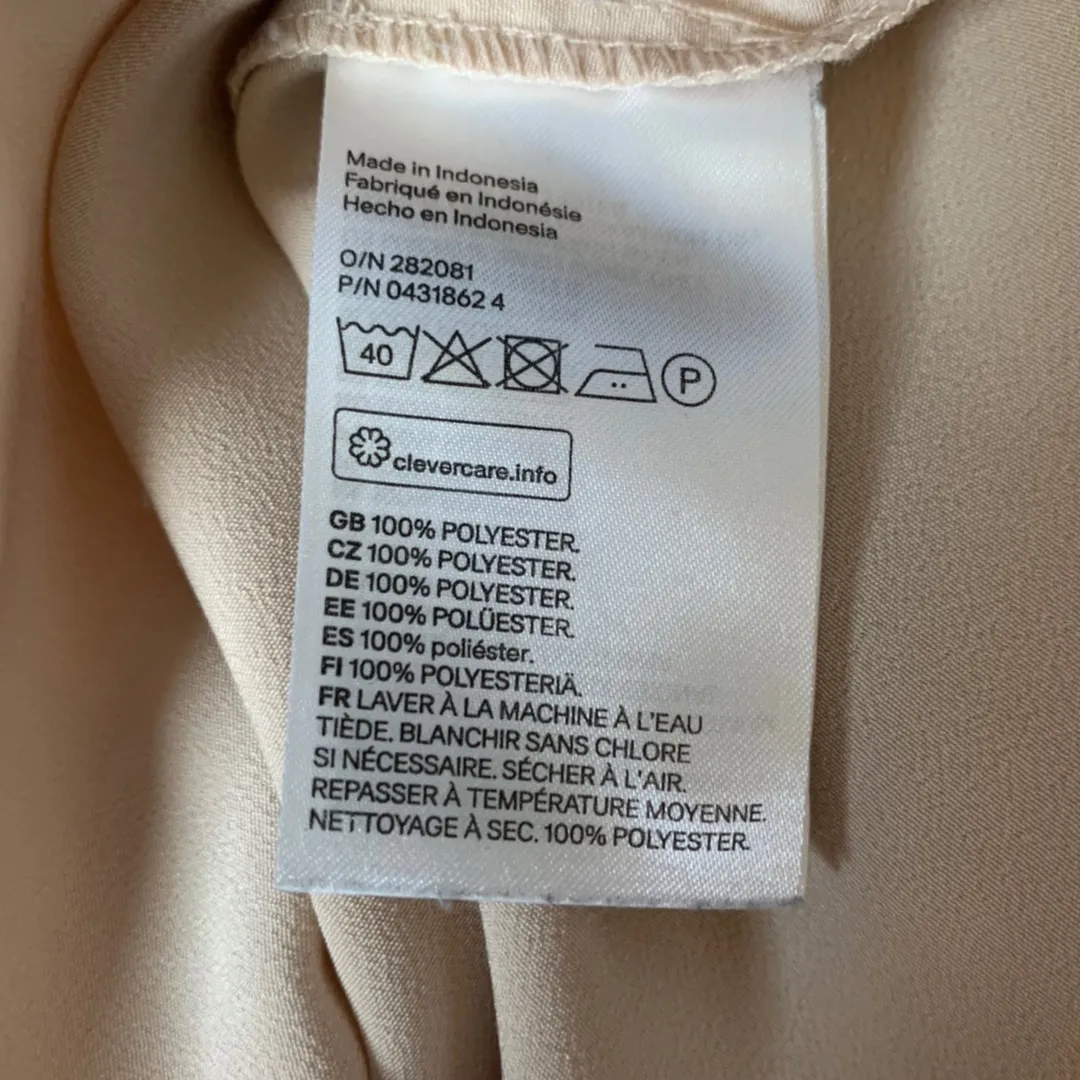 Made in Indonesia
Fabriqué en Indonésie
Hecho en Indonesia
O/N 282081
P/N 0431862 4
40 P
clevercare.info
GB 100% POLYESTER.
CZ 100% POLYESTER.
DE 100% POLYESTER.
EE 100% POLÜESTER.
ES 100% poliéster.
FI 100% POLYESTERIÄ.
FR LAVER À LA MACHINE À L'EAU
TIÈDE. BLANCHIR SANS CHLORE
SI NÉCESSAIRE. SÉCHER À L'AIR.
REPASSER À TEMPÉRATURE MOYENNE.
NETTOYAGE À SEC. 100% POLYESTER.